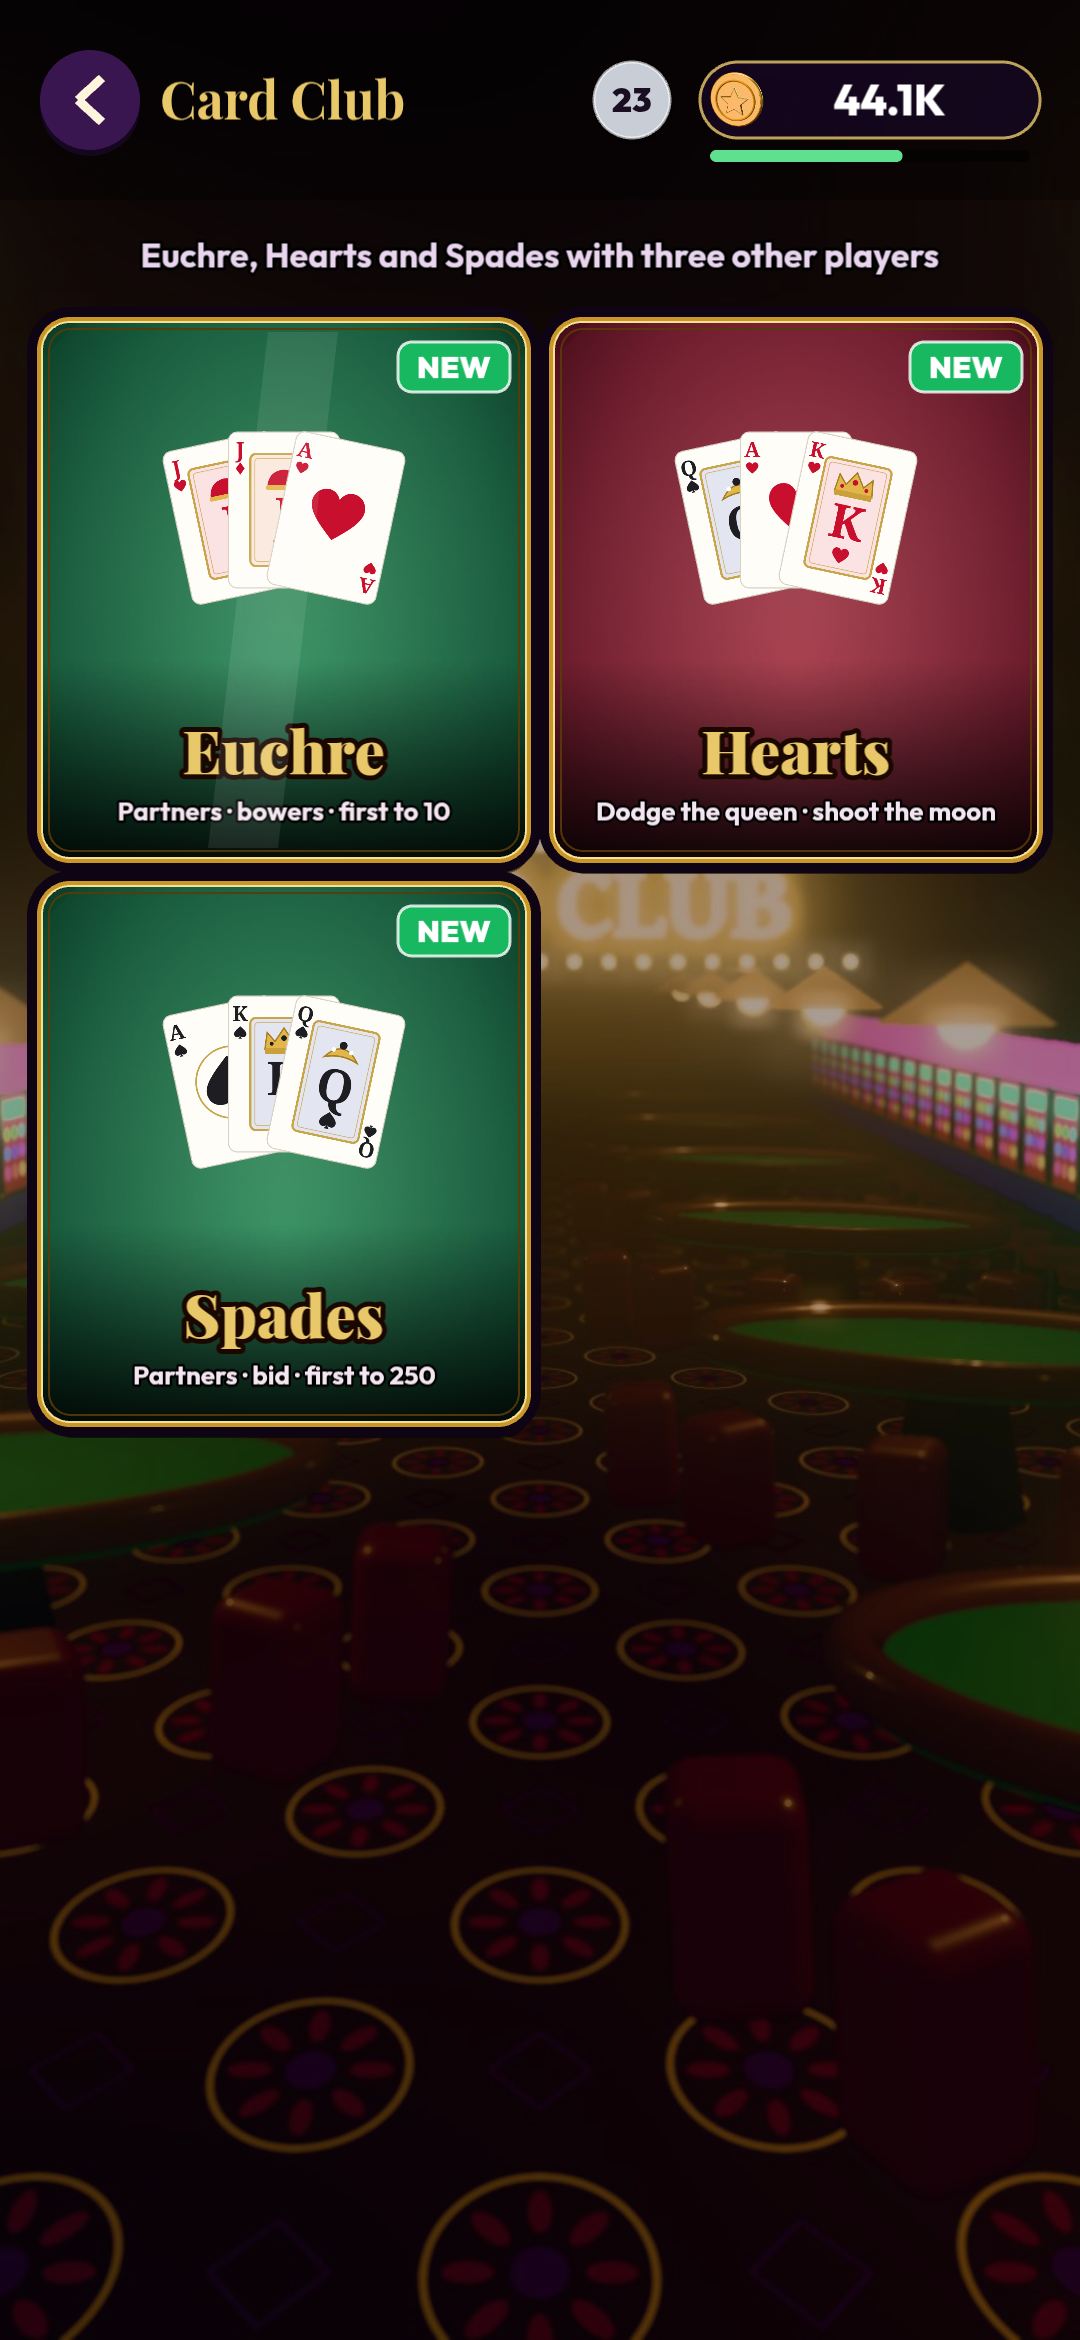 Card Club
23
44.1K
Euchre, Hearts and Spades with three other players
NEW
J
J
A
A
Euchre
Partners · bowers · first to 10
NEW
Q
A
K
K
K
Hearts
Dodge the queen · shoot the moon
CLUB
NEW
A
K
Q
Q
Q
Spades
Partners · bid · first to 250